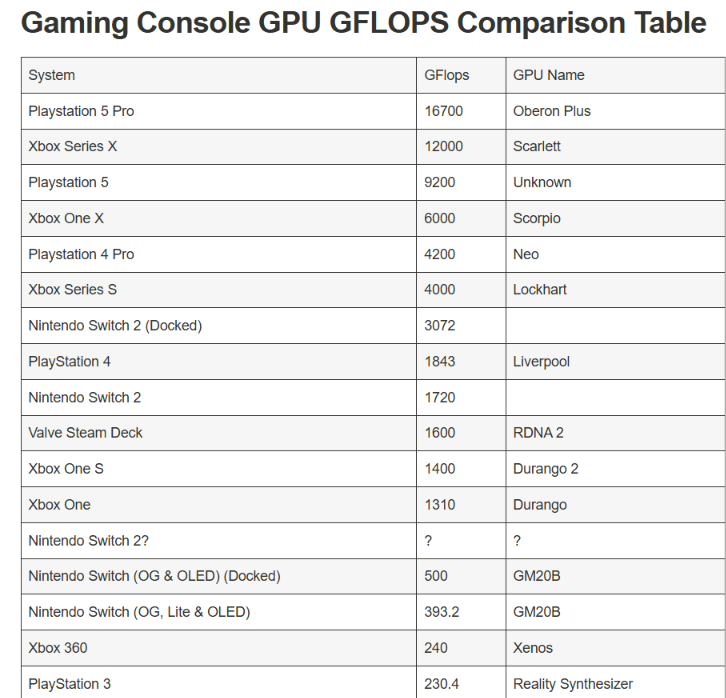 Gaming Console GPU GFLOPS Comparison Table
System GFlops GPU Name
Playstation 5 Pro 16700 Oberon Plus
Xbox Series X 12000 Scarlett
Playstation 5 9200 Unknown
Xbox One X 6000 Scorpio
Playstation 4 Pro 4200 Neo
Xbox Series S 4000 Lockhart
Nintendo Switch 2 (Docked) 3072
PlayStation 4 1843 Liverpool
Nintendo Switch 2 1720
Valve Steam Deck 1600 RDNA 2
Xbox One S 1400 Durango 2
Xbox One 1310 Durango
Nintendo Switch 2? ? ?
Nintendo Switch (OG & OLED) (Docked) 500 GM20B
Nintendo Switch (OG, Lite & OLED) 393.2 GM20B
Xbox 360 240 Xenos
PlayStation 3 230.4 Reality Synthesizer